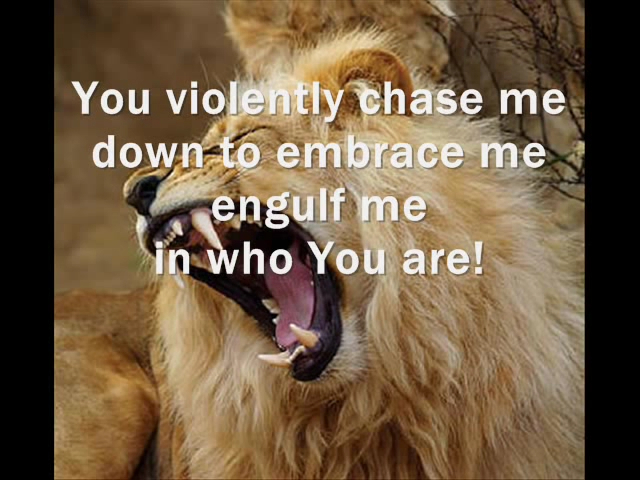 You violently chase me
down to embrace me
engulf me
in who You are!